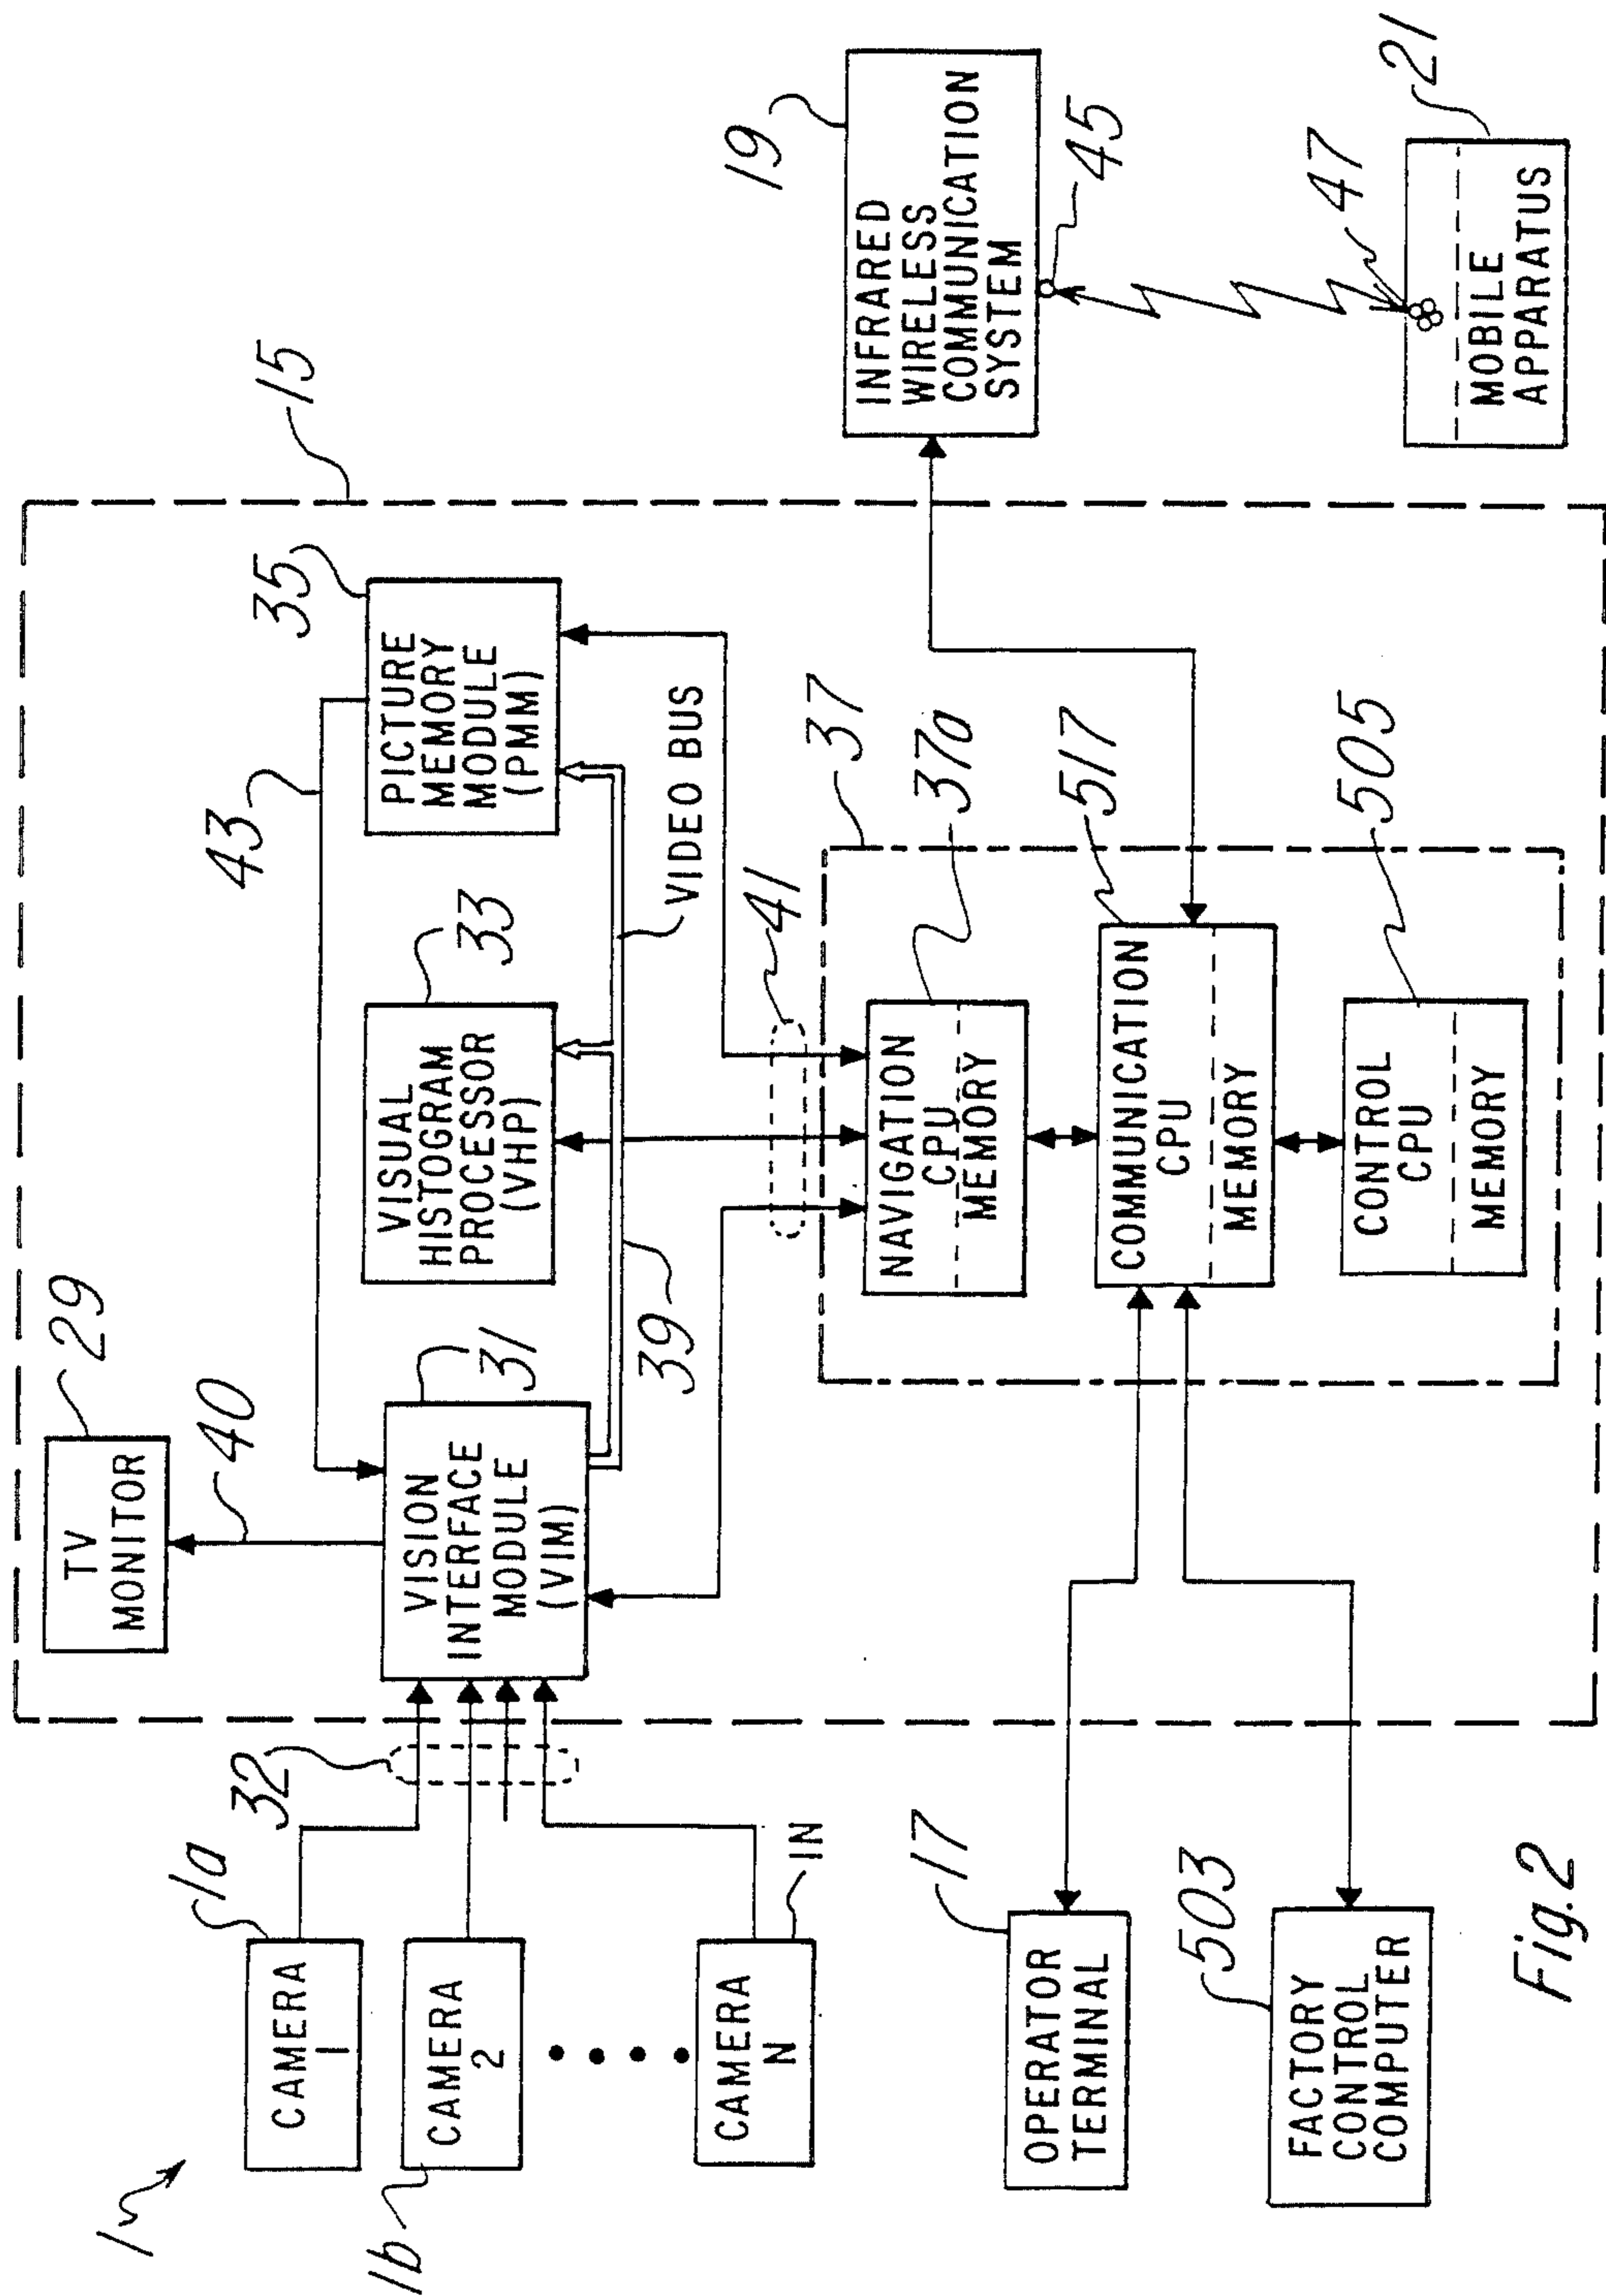 1
CAMERA
1
1a
CAMERA
2
1b
CAMERA
N
IN
32
TV
MONITOR
29
40
15
43
VISION
INTERFACE
MODULE
(VIM)
31
VISUAL
HISTOGRAM
PROCESSOR
(VHP)
33
PICTURE
MEMORY
MODULE
(PMM)
35
39
VIDEO BUS
41
37
NAVIGATION
CPU
MEMORY
37a
COMMUNICATION
CPU
MEMORY
517
CONTROL
CPU
MEMORY
505
OPERATOR
TERMINAL
17
FACTORY
CONTROL
COMPUTER
503
INFRARED
WIRELESS
COMMUNICATION
SYSTEM
19
45
47
MOBILE
APPARATUS
21
Fig.2